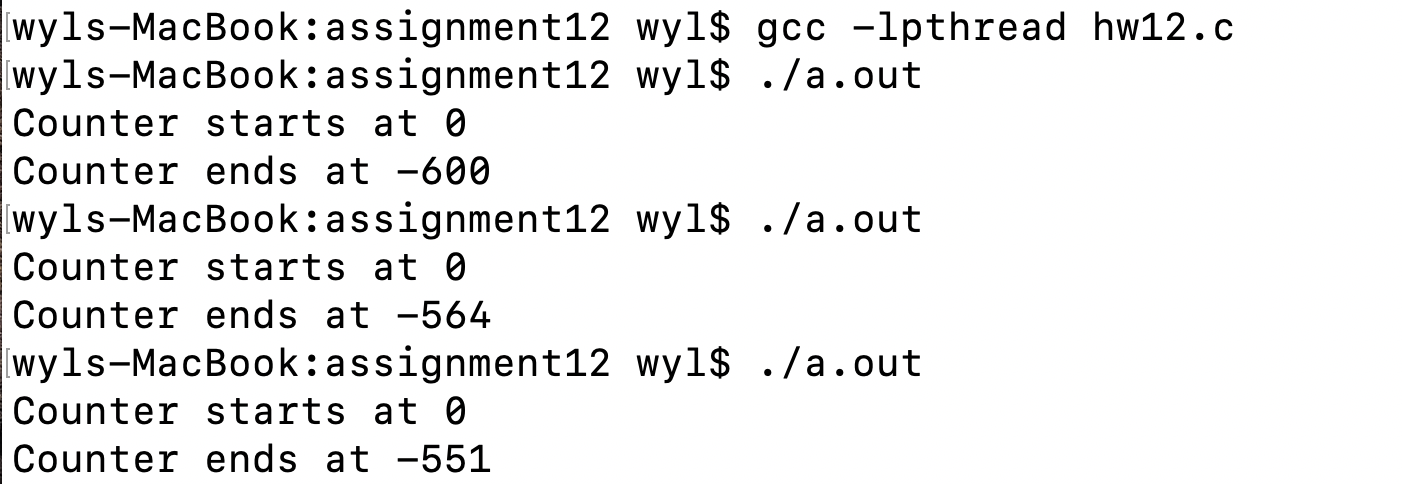 [wyls-MacBook:assignment12 wyl$ gcc -lpthread hw12.c
[wyls-MacBook:assignment12 wyl$ ./a.out
Counter starts at 0
Counter ends at -600
[wyls-MacBook:assignment12 wyl$ ./a.out
Counter starts at 0
Counter ends at -564
[wyls-MacBook:assignment12 wyl$ ./a.out
Counter starts at 0
Counter ends at -551